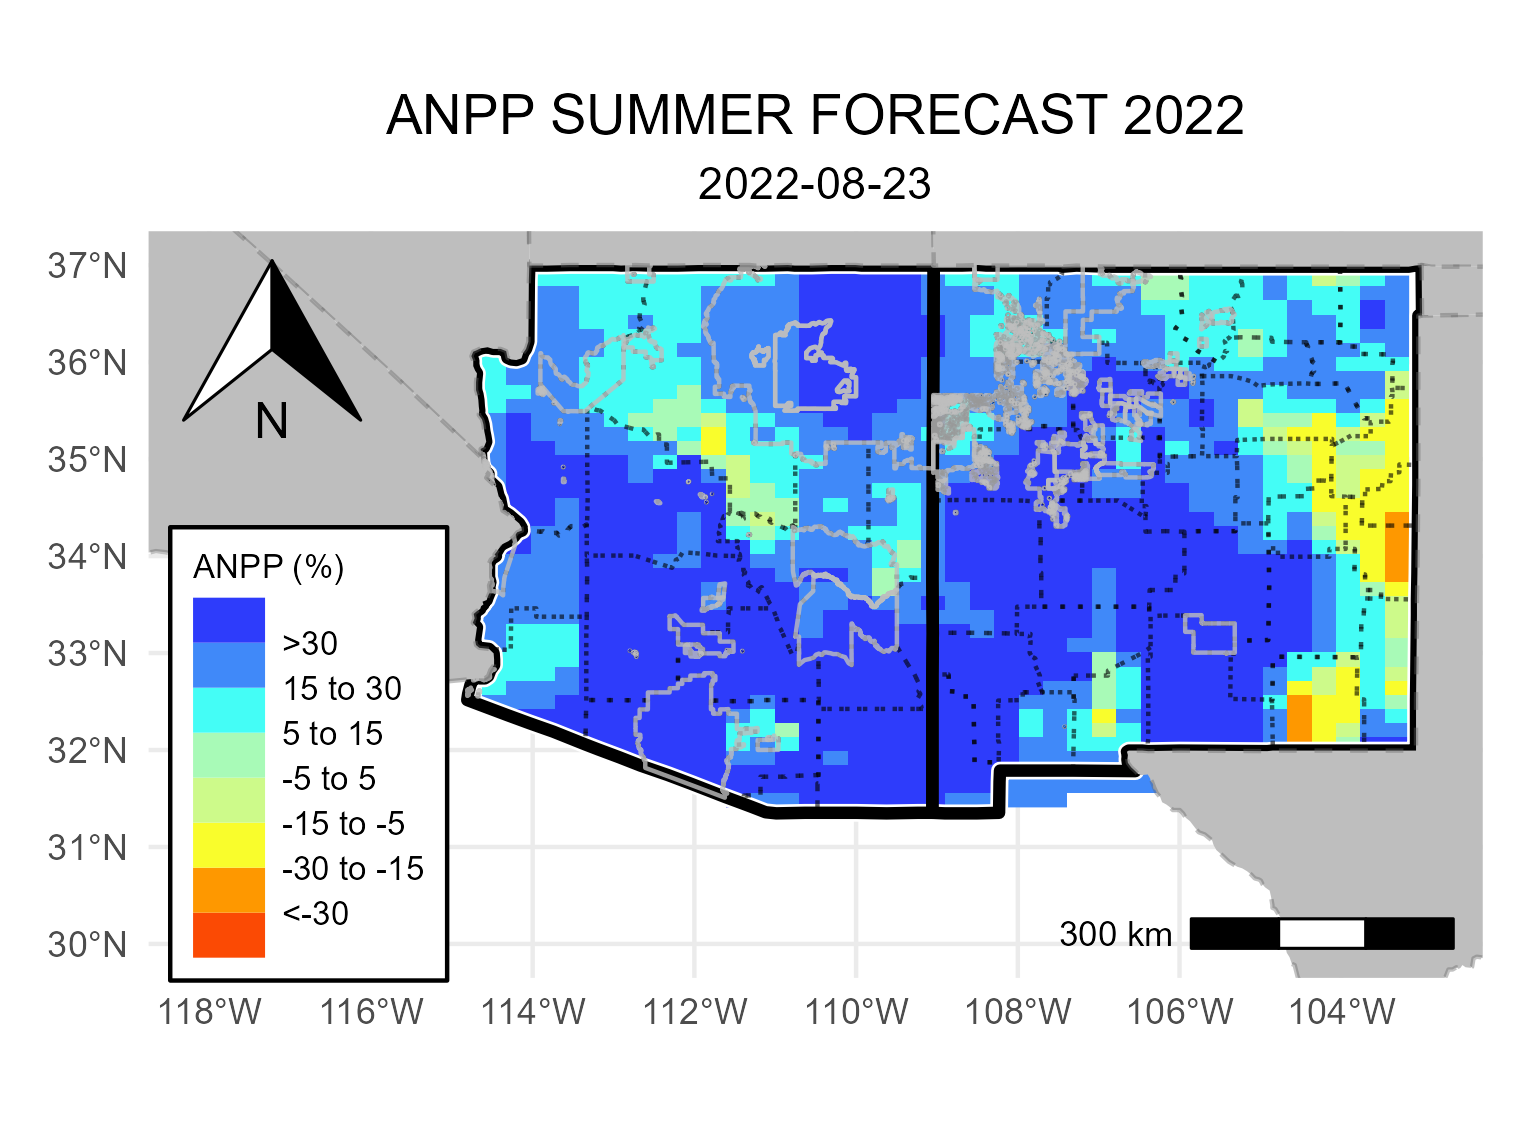 ANPP SUMMER FORECAST 2022
2022-08-23
37°N
36°N
35°N
34°N
33°N
32°N
31°N
30°N
N
ANPP (%)
>30
15 to 30
5 to 15
-5 to 5
-15 to -5
-30 to -15
<-30
300 km
118°W 116°W 114°W 112°W 110°W 108°W 106°W 104°W